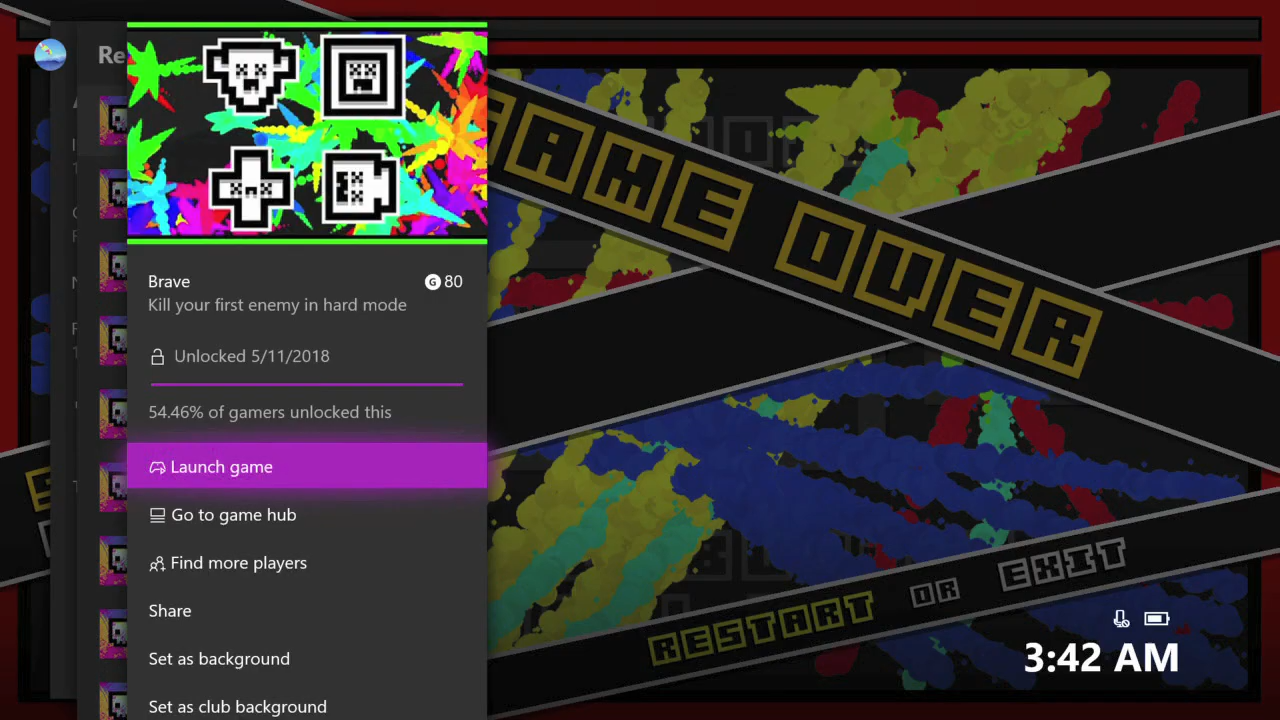 Re
Brave
G 80
Kill your first enemy in hard mode
Unlocked 5/11/2018
54.46% of gamers unlocked this
Launch game
Go to game hub
Find more players
Share
Set as background
Set as club background
GAME OVER
RESTART OR EXIT
3:42 AM